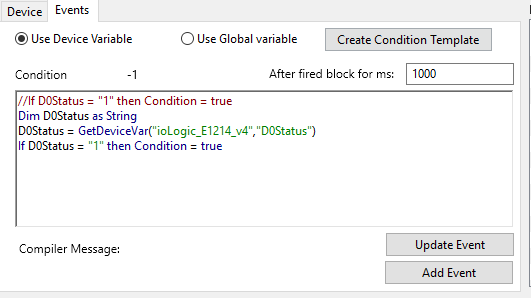 Device Events
Use Device Variable Use Global variable Create Condition Template
Condition -1 After fired block for ms: 1000
//If D0Status = "1" then Condition = true
Dim D0Status as String
D0Status = GetDeviceVar("ioLogic_E1214_v4","D0Status")
If D0Status = "1" then Condition = true
Compiler Message:
Update Event
Add Event